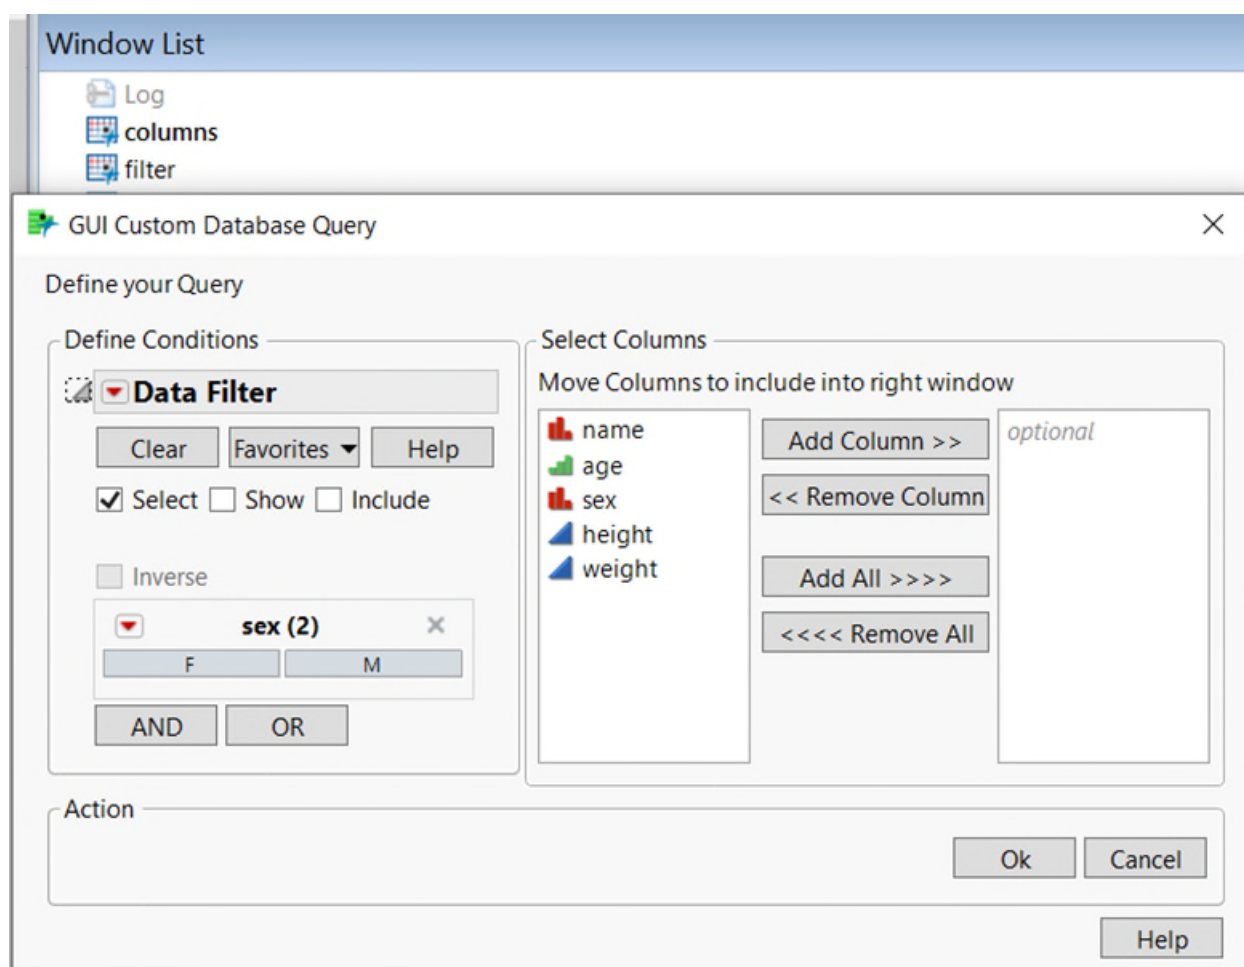 Window List
Log
columns
filter
GUI Custom Database Query
Define your Query
Define Conditions
Data Filter
Clear Favorites Help
Select Show Include
Inverse
sex (2)
F M
AND OR
Select Columns
Move Columns to include into right window
name
age
sex
height
weight
Add Column >>
<< Remove Column
Add All >>>>
<<<< Remove All
optional
Action
Ok Cancel
Help